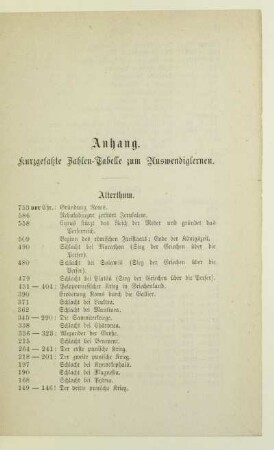 Anhang.
Kurzgefaßte Zahlen-Tabelle zum Auswendiglernen.
Alterthum.
753 vor Chr.: Gründung Roms.
586 " Nebukadnezar zerstört Jerusalem.
558 " Cyrus stürzt das Reich der Meder und gründet das
Perserreich.
509 " Beginn des römischen Freistaats; Ende der Königszeit.
490 " Schlacht bei Marathon (Sieg der Griechen über die
Perser).
480 " Schlacht bei Salamis (Sieg der Griechen über die
Perser).
479 " Schlacht bei Platää (Sieg der Griechen über die Perser).
431 — 404: Peloponnesischer Krieg in Griechenland.
390 " Eroberung Roms durch die Gallier.
371 " Schlacht bei Leuktra.
362 " Schlacht bei Mantinea.
343 — 290: Die Samniterkriege.
338 " Schlacht bei Chäronea.
336 — 323: Alexander der Große.
275 " Schlacht bei Benevent.
264 — 241: Der erste punische Krieg.
218 — 201: Der zweite punische Krieg.
197 " Schlacht bei Kynoskephalä.
190 " Schlacht bei Magnesia.
168 " Schlacht bei Pydna.
149 — 146: Der dritte punische Krieg.